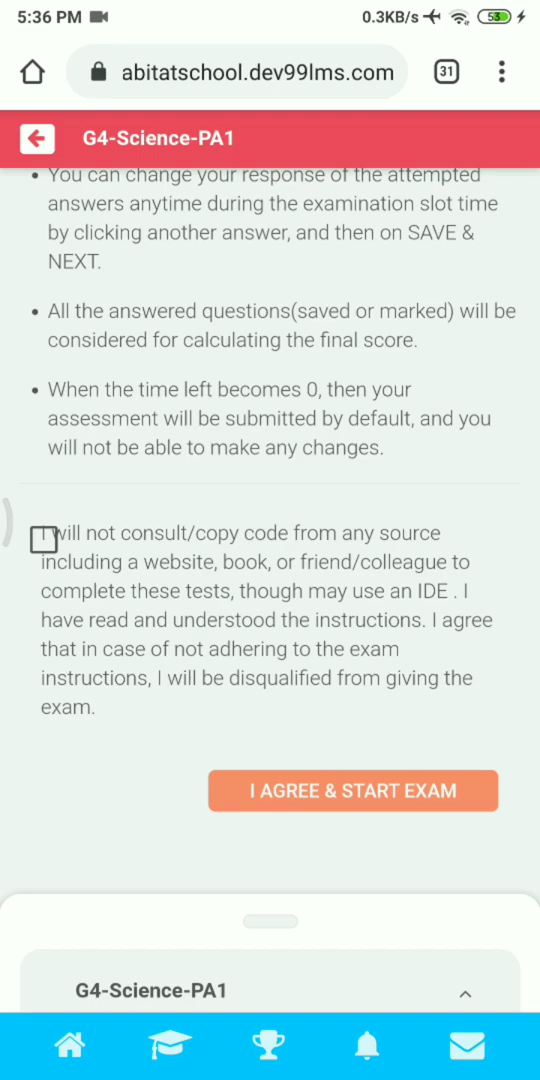 5:36 PM
0.3KB/s
53
abitatschool.dev99lms.com
31
G4-Science-PA1
• You can change your response of the attempted
answers anytime during the examination slot time
by clicking another answer, and then on SAVE &
NEXT.
• All the answered questions(saved or marked) will be
considered for calculating the final score.
• When the time left becomes 0, then your
assessment will be submitted by default, and you
will not be able to make any changes.
I will not consult/copy code from any source
including a website, book, or friend/colleague to
complete these tests, though may use an IDE . I
have read and understood the instructions. I agree
that in case of not adhering to the exam
instructions, I will be disqualified from giving the
exam.
I AGREE & START EXAM
G4-Science-PA1